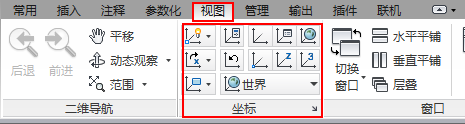 常用 插入 注释 参数化 视图 管理 输出 插件 联机
后退 前进
平移
动态观察
范围
二维导航
世界
坐标
切换
窗口
水平平铺
垂直平铺
层叠
窗口